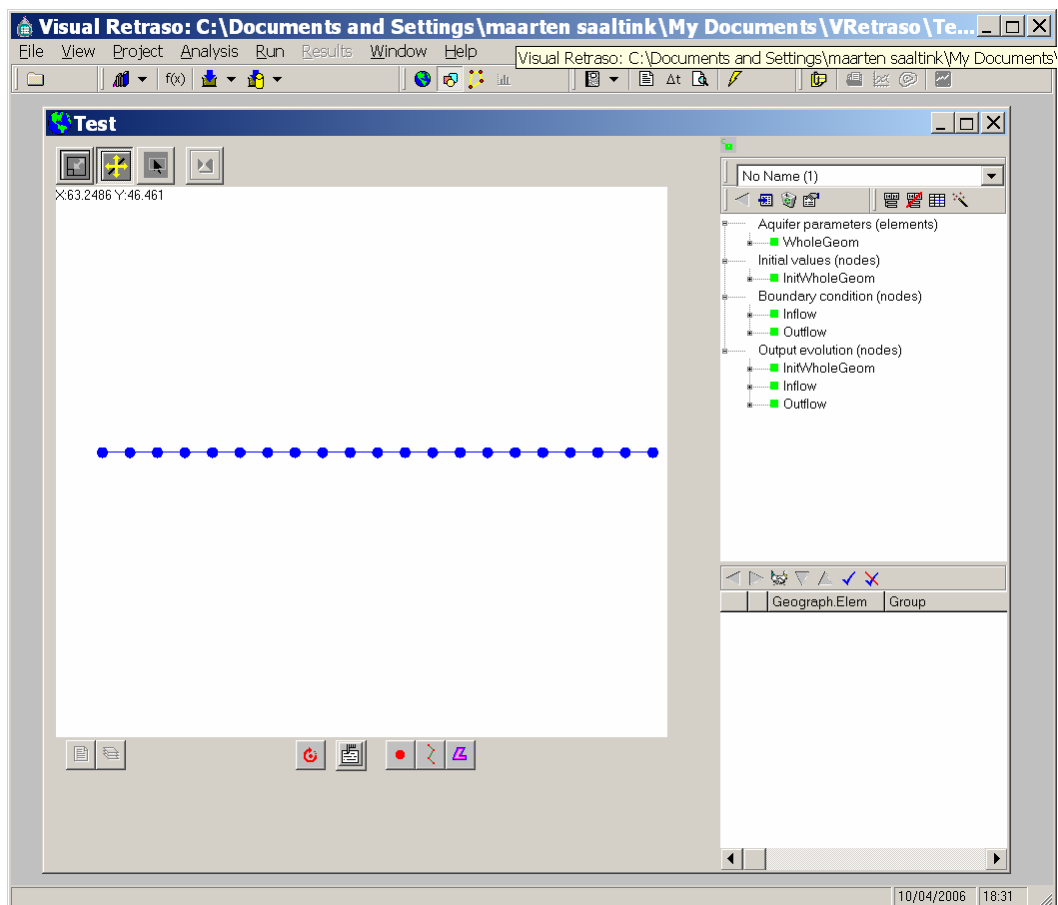 Visual Retraso: C:\Documents and Settings\maarten saaltink\My Documents\VRetraso\Te...
File View Project Analysis Run Results Window Help
Visual Retraso: C:\Documents and Settings\maarten saaltink\My Documents\
f(x) Δt
Test
X:63.2486 Y:46.461
No Name (1)
Aquifer parameters (elements)
WholeGeom
Initial values (nodes)
InitWholeGeom
Boundary condition (nodes)
Inflow
Outflow
Output evolution (nodes)
InitWholeGeom
Inflow
Outflow
Geograph.Elem Group
10/04/2006 18:31